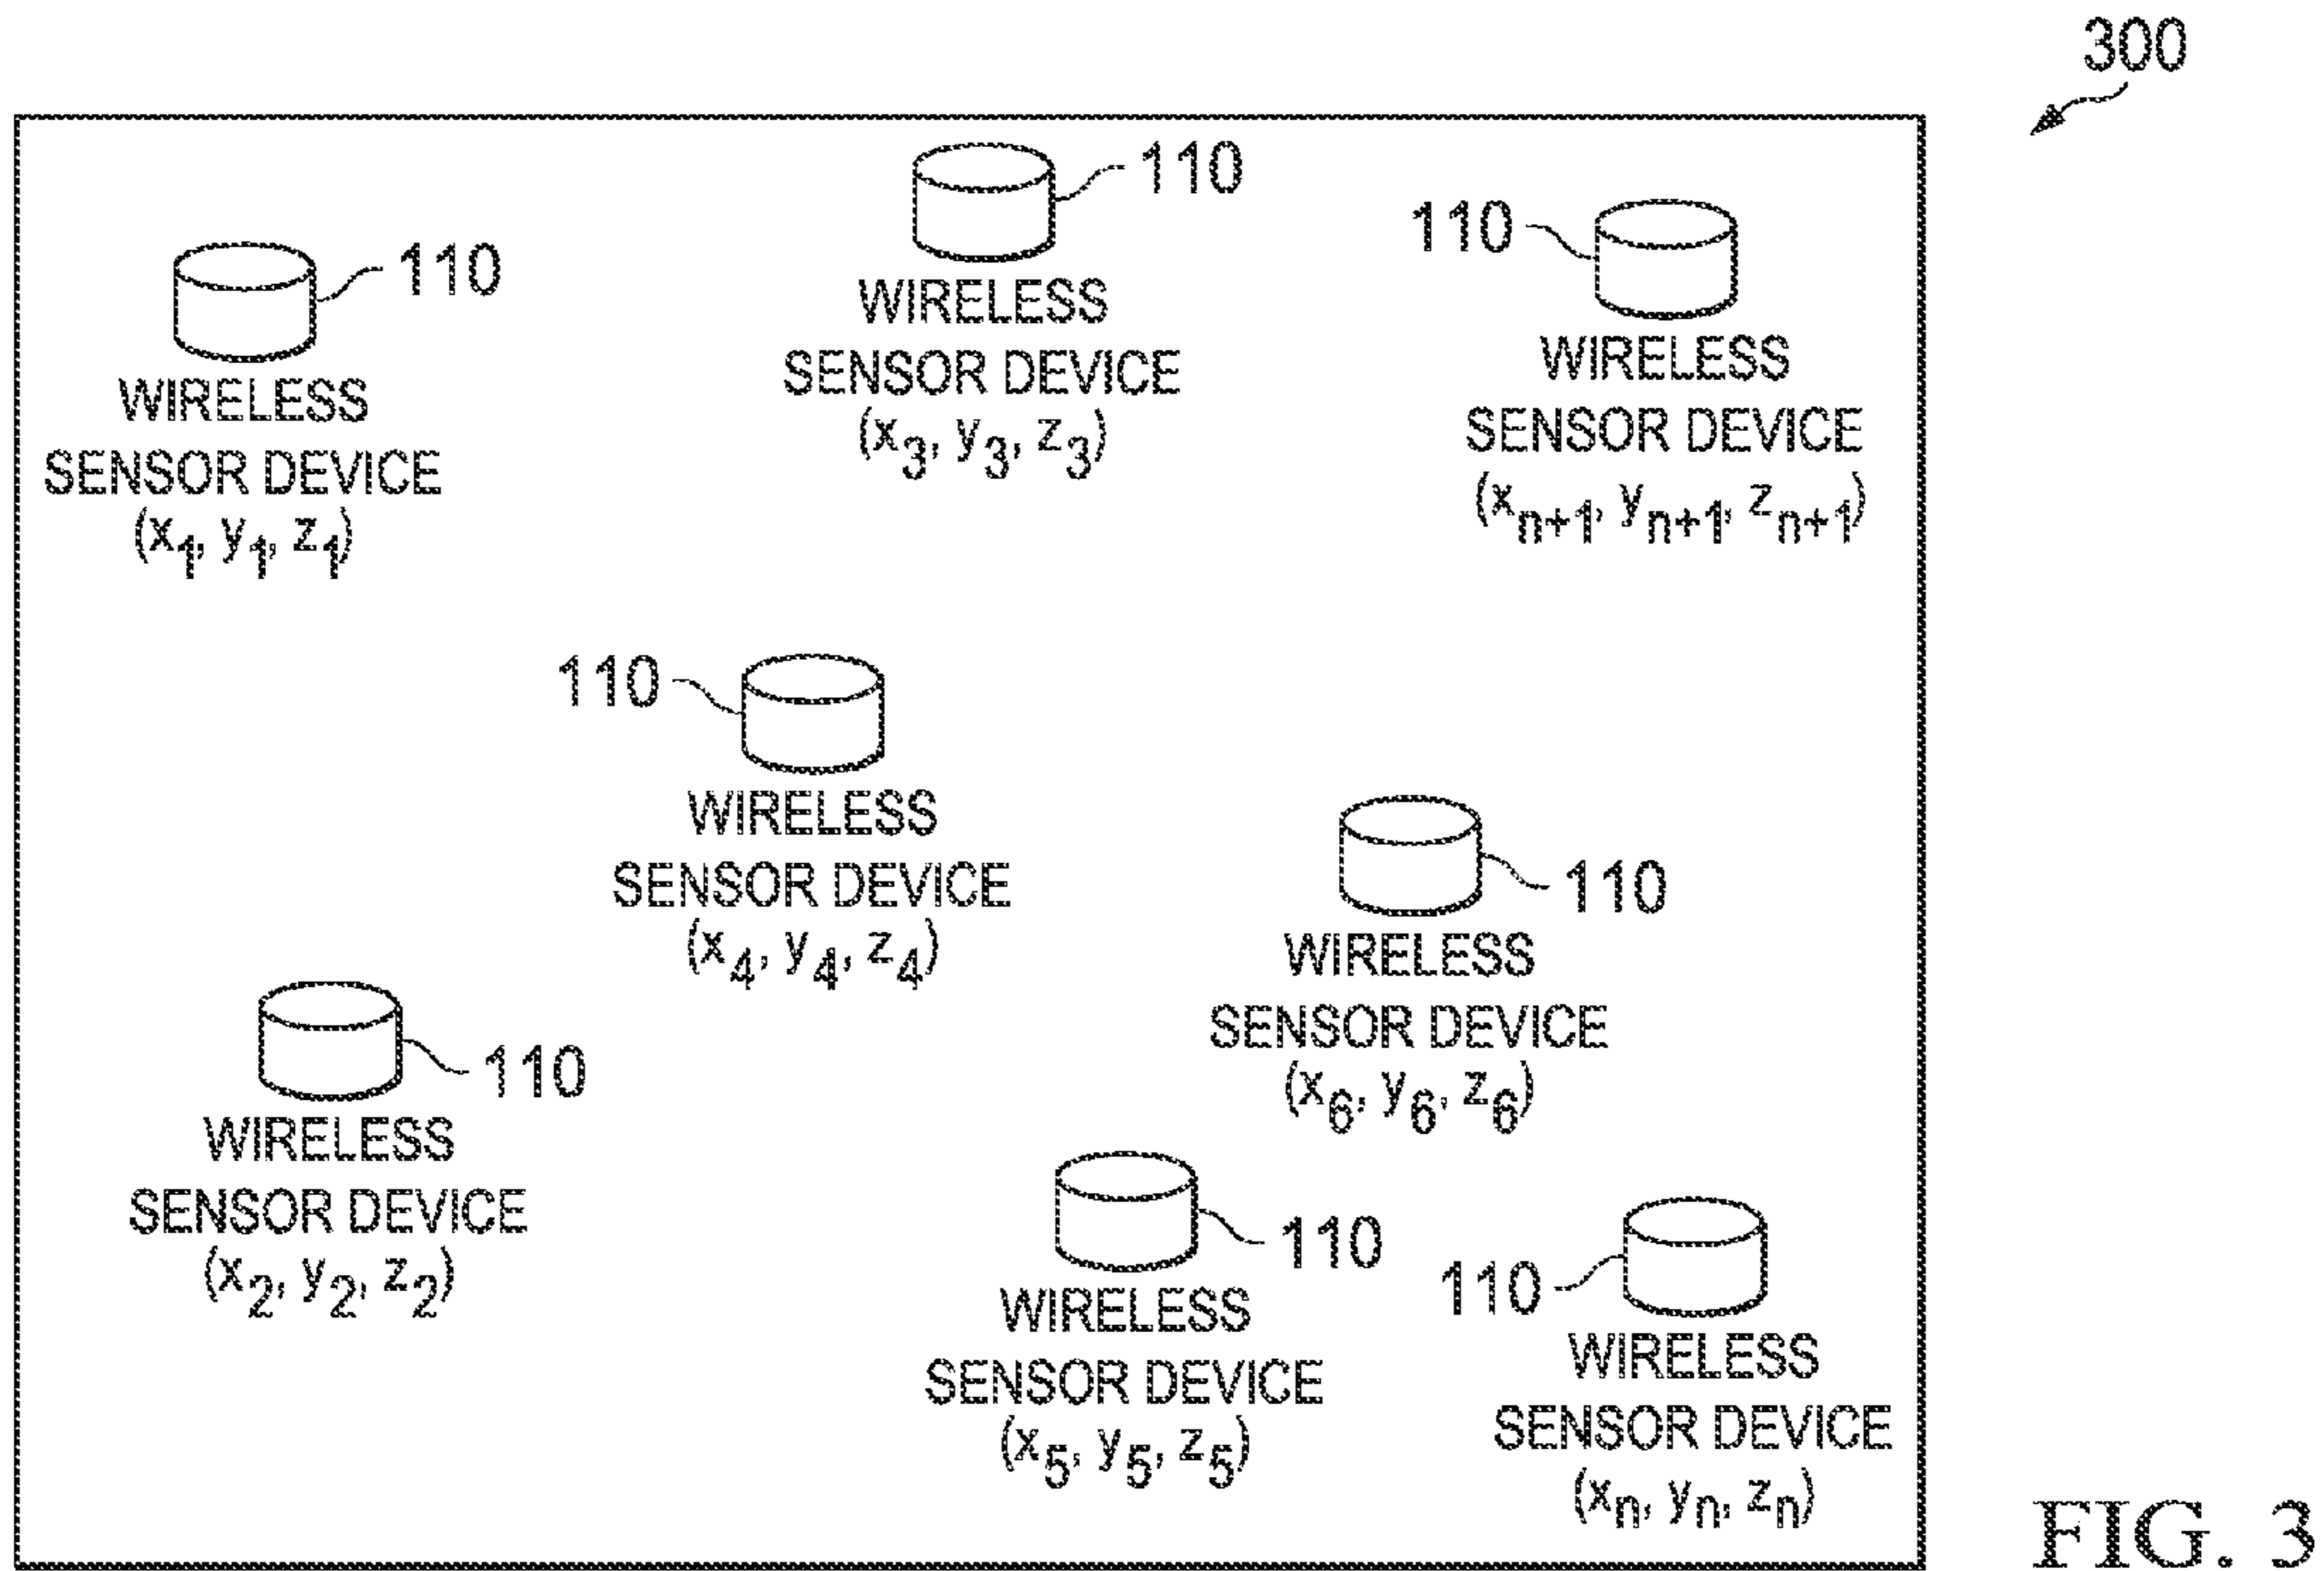 300
110
WIRELESS
SENSOR DEVICE
(x₁, y₁, z₁)
110
WIRELESS
SENSOR DEVICE
(x₃, y₃, z₃)
110
WIRELESS
SENSOR DEVICE
(xₙ₊₁, yₙ₊₁, zₙ₊₁)
110
WIRELESS
SENSOR DEVICE
(x₄, y₄, z₄)
110
WIRELESS
SENSOR DEVICE
(x₆, y₆, z₆)
110
WIRELESS
SENSOR DEVICE
(x₂, y₂, z₂)
110
WIRELESS
SENSOR DEVICE
(x₅, y₅, z₅)
110
WIRELESS
SENSOR DEVICE
(xₙ, yₙ, zₙ)
FIG. 3